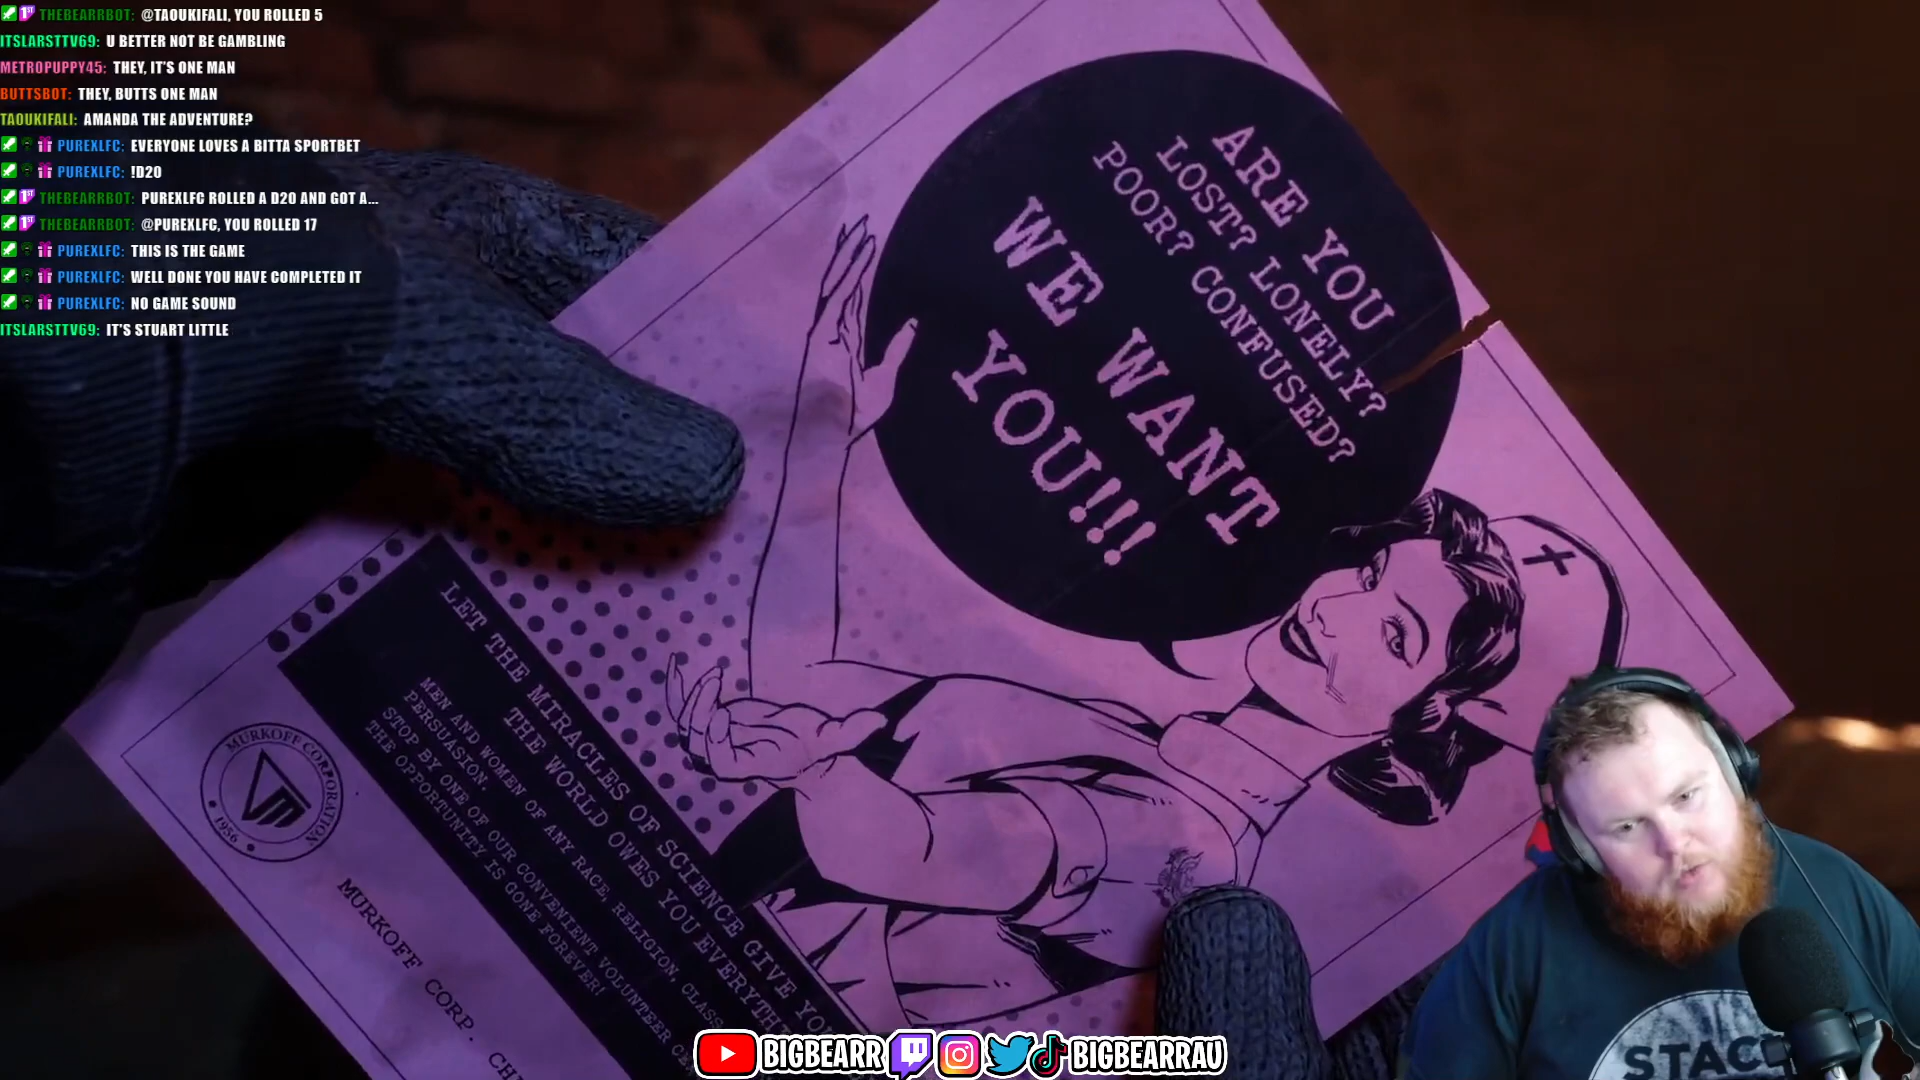 THEBEARRBOT: @TAOUKIFALI, YOU ROLLED 5
ITSLARSTTV69: U BETTER NOT BE GAMBLING
METROPUPPY45: THEY, IT'S ONE MAN
BUTTSBOT: THEY, BUTTS ONE MAN
TAOUKIFALI: AMANDA THE ADVENTURE?
PUREXLFC: EVERYONE LOVES A BITTA SPORTBET
PUREXLFC: !D20
THEBEARRBOT: PUREXLFC ROLLED A D20 AND GOT A...
THEBEARRBOT: @PUREXLFC, YOU ROLLED 17
PUREXLFC: THIS IS THE GAME
PUREXLFC: WELL DONE YOU HAVE COMPLETED IT
PUREXLFC: NO GAME SOUND
ITSLARSTTV69: IT'S STUART LITTLE
ARE YOU
LOST? LONELY?
POOR? CONFUSED?
WE WANT
YOU!!!
LET THE MIRACLES OF SCIENCE GIVE YOU
THE WORLD OWES YOU
MEN AND WOMEN OF ANY RACE, RELIGION,
PERSUASION.
STOP BY ONE OF OUR CONVENIENT VOLUNTEER
THE OPPORTUNITY IS GONE FOREVER!
MURKOFF CORPORATION
1956
MURKOFF CORP.
BIGBEARR
BIGBEARRAU